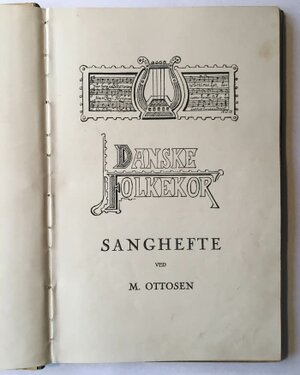 DANSKE
FOLKEKOR
SANGHEFTE
VED
M. OTTOSEN